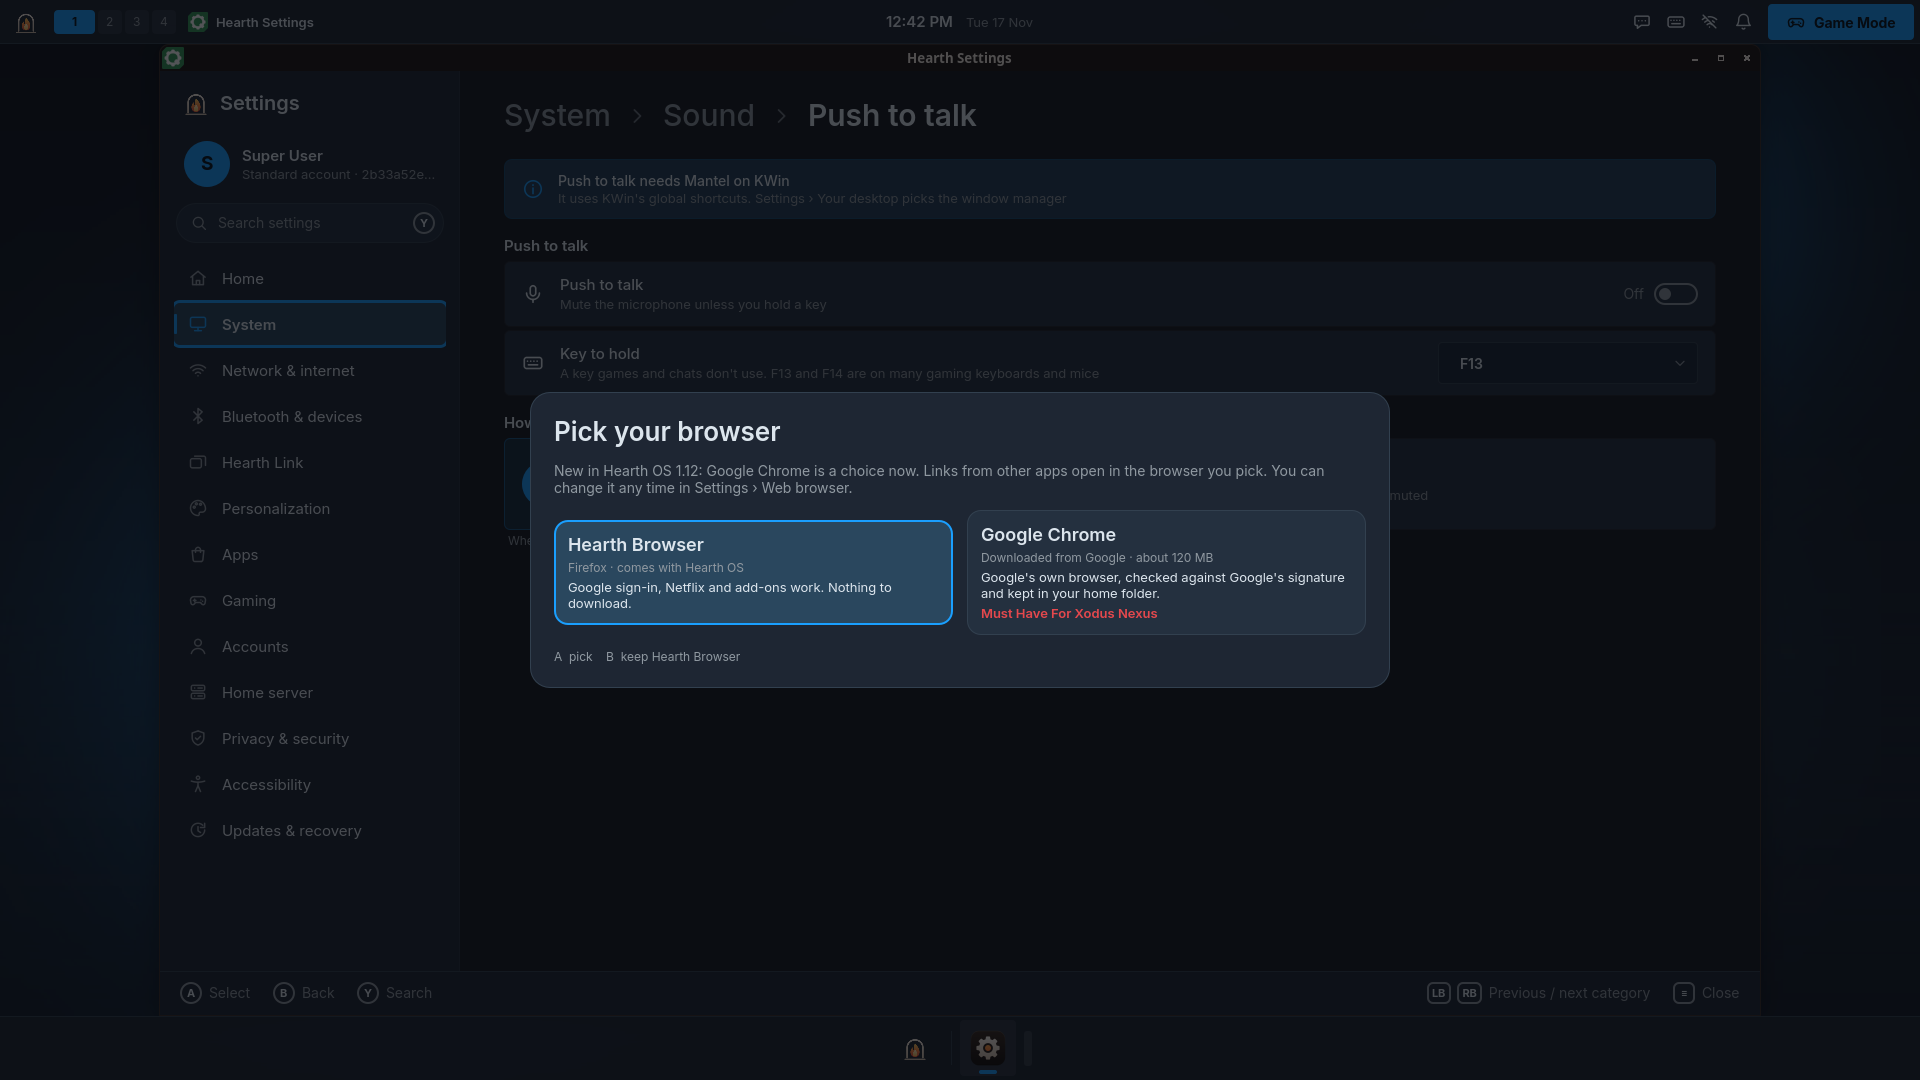 1 2 3 4 Hearth Settings 12:42 PM Tue 17 Nov Game Mode
Hearth Settings
Settings
S Super User
Standard account · 2b33a52e...
Search settings Y
Home
System
Network & internet
Bluetooth & devices
Hearth Link
Personalization
Apps
Gaming
Accounts
Home server
Privacy & security
Accessibility
Updates & recovery
System › Sound › Push to talk
Push to talk needs Mantel on KWin
It uses KWin's global shortcuts. Settings › Your desktop picks the window manager
Push to talk
Push to talk
Mute the microphone unless you hold a key
Off
Key to hold
A key games and chats don't use. F13 and F14 are on many gaming keyboards and mice
F13
How
muted
Whe
Pick your browser
New in Hearth OS 1.12: Google Chrome is a choice now. Links from other apps open in the browser you pick. You can
change it any time in Settings › Web browser.
Hearth Browser
Firefox · comes with Hearth OS
Google sign-in, Netflix and add-ons work. Nothing to
download.
Google Chrome
Downloaded from Google · about 120 MB
Google's own browser, checked against Google's signature
and kept in your home folder.
Must Have For Xodus Nexus
A pick B keep Hearth Browser
A Select B Back Y Search
LB RB Previous / next category ≡ Close